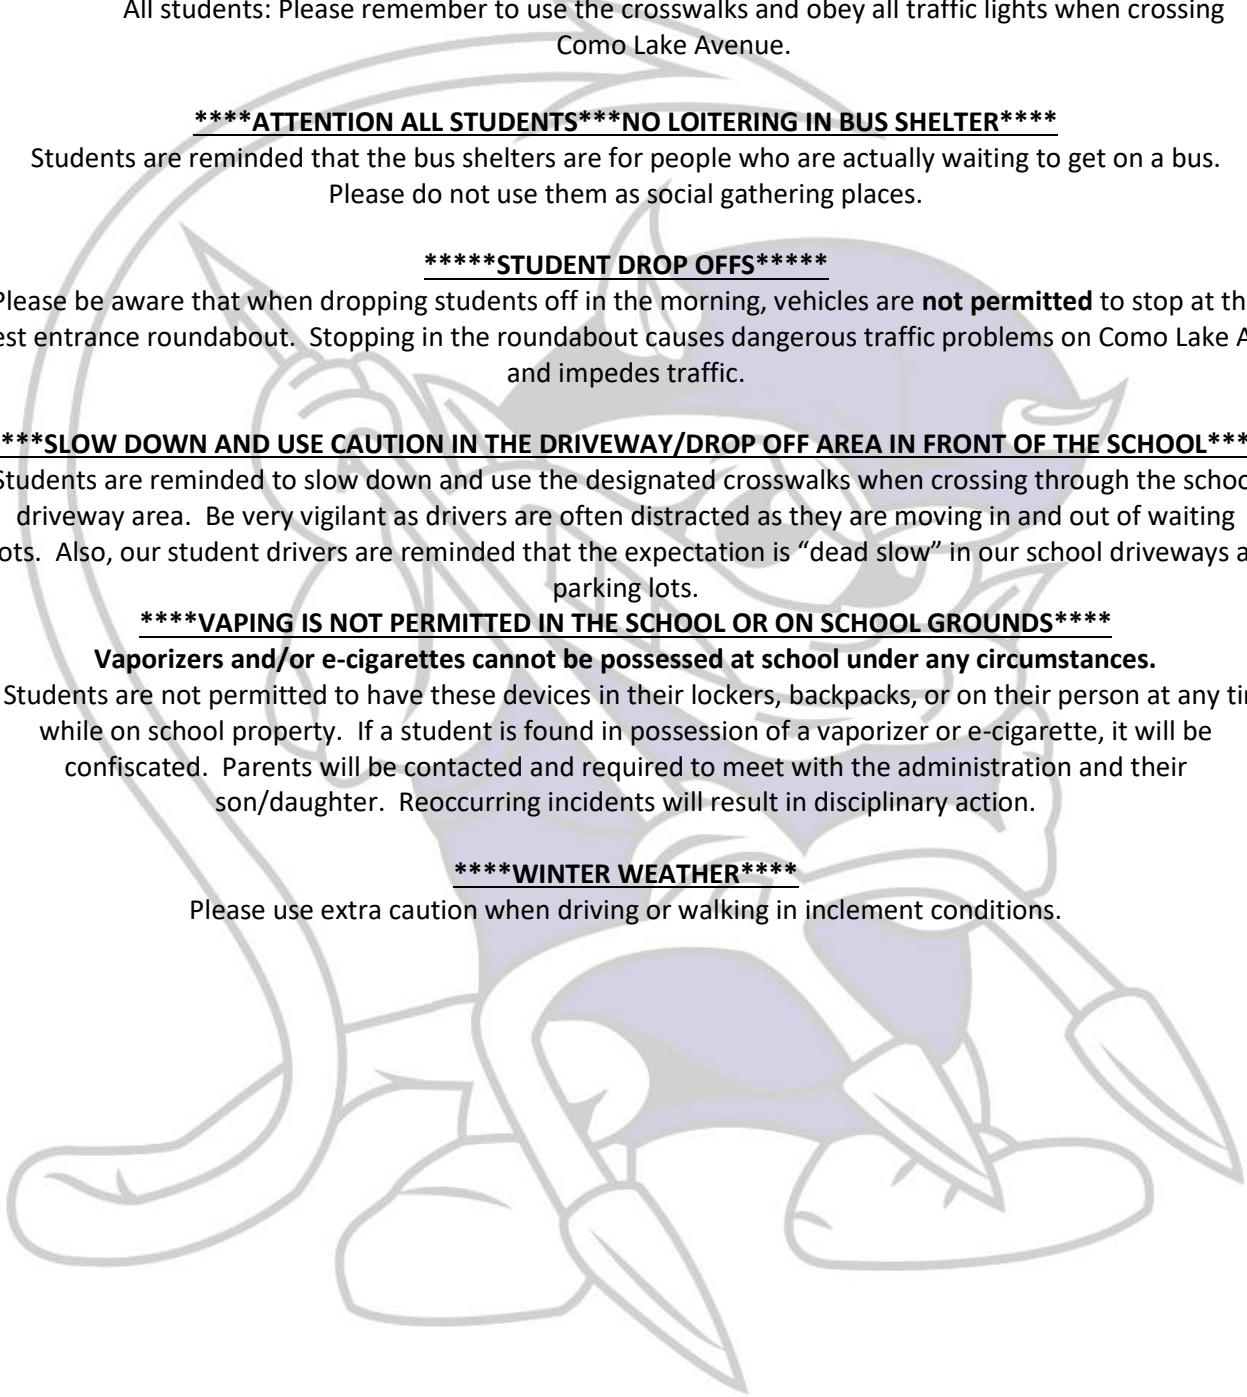 All students: Please remember to use the crosswalks and obey all traffic lights when crossing
Como Lake Avenue.
****ATTENTION ALL STUDENTS***NO LOITERING IN BUS SHELTER****
Students are reminded that the bus shelters are for people who are actually waiting to get on a bus.
Please do not use them as social gathering places.
*****STUDENT DROP OFFS*****
Please be aware that when dropping students off in the morning, vehicles are not permitted to stop at th
est entrance roundabout.  Stopping in the roundabout causes dangerous traffic problems on Como Lake A
and impedes traffic.
***SLOW DOWN AND USE CAUTION IN THE DRIVEWAY/DROP OFF AREA IN FRONT OF THE SCHOOL***
Students are reminded to slow down and use the designated crosswalks when crossing through the schoo
driveway area.  Be very vigilant as drivers are often distracted as they are moving in and out of waiting
ots.  Also, our student drivers are reminded that the expectation is “dead slow” in our school driveways a
parking lots.
****VAPING IS NOT PERMITTED IN THE SCHOOL OR ON SCHOOL GROUNDS****
Vaporizers and/or e-cigarettes cannot be possessed at school under any circumstances.
Students are not permitted to have these devices in their lockers, backpacks, or on their person at any ti
while on school property.  If a student is found in possession of a vaporizer or e-cigarette, it will be
confiscated.  Parents will be contacted and required to meet with the administration and their
son/daughter.  Reoccurring incidents will result in disciplinary action.
****WINTER WEATHER****
Please use extra caution when driving or walking in inclement conditions.